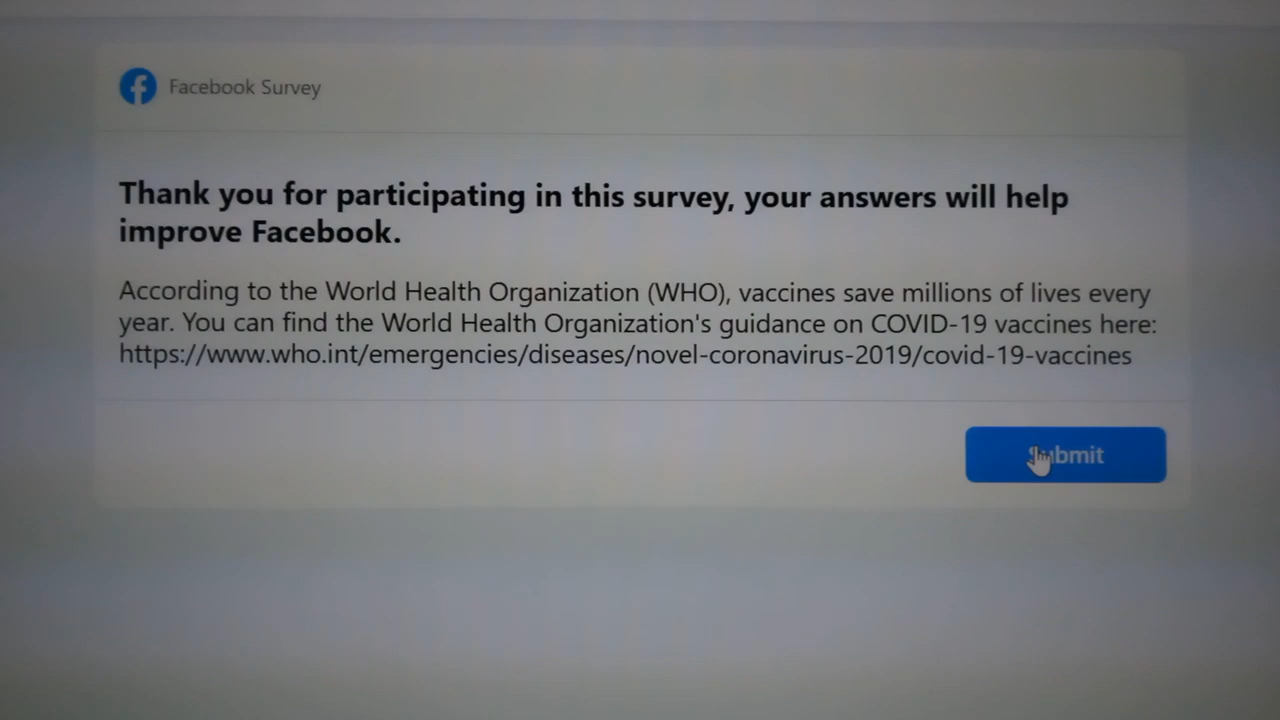 Facebook Survey
Thank you for participating in this survey, your answers will help
improve Facebook.
According to the World Health Organization (WHO), vaccines save millions of lives every
year. You can find the World Health Organization's guidance on COVID-19 vaccines here:
https://www.who.int/emergencies/diseases/novel-coronavirus-2019/covid-19-vaccines
Submit